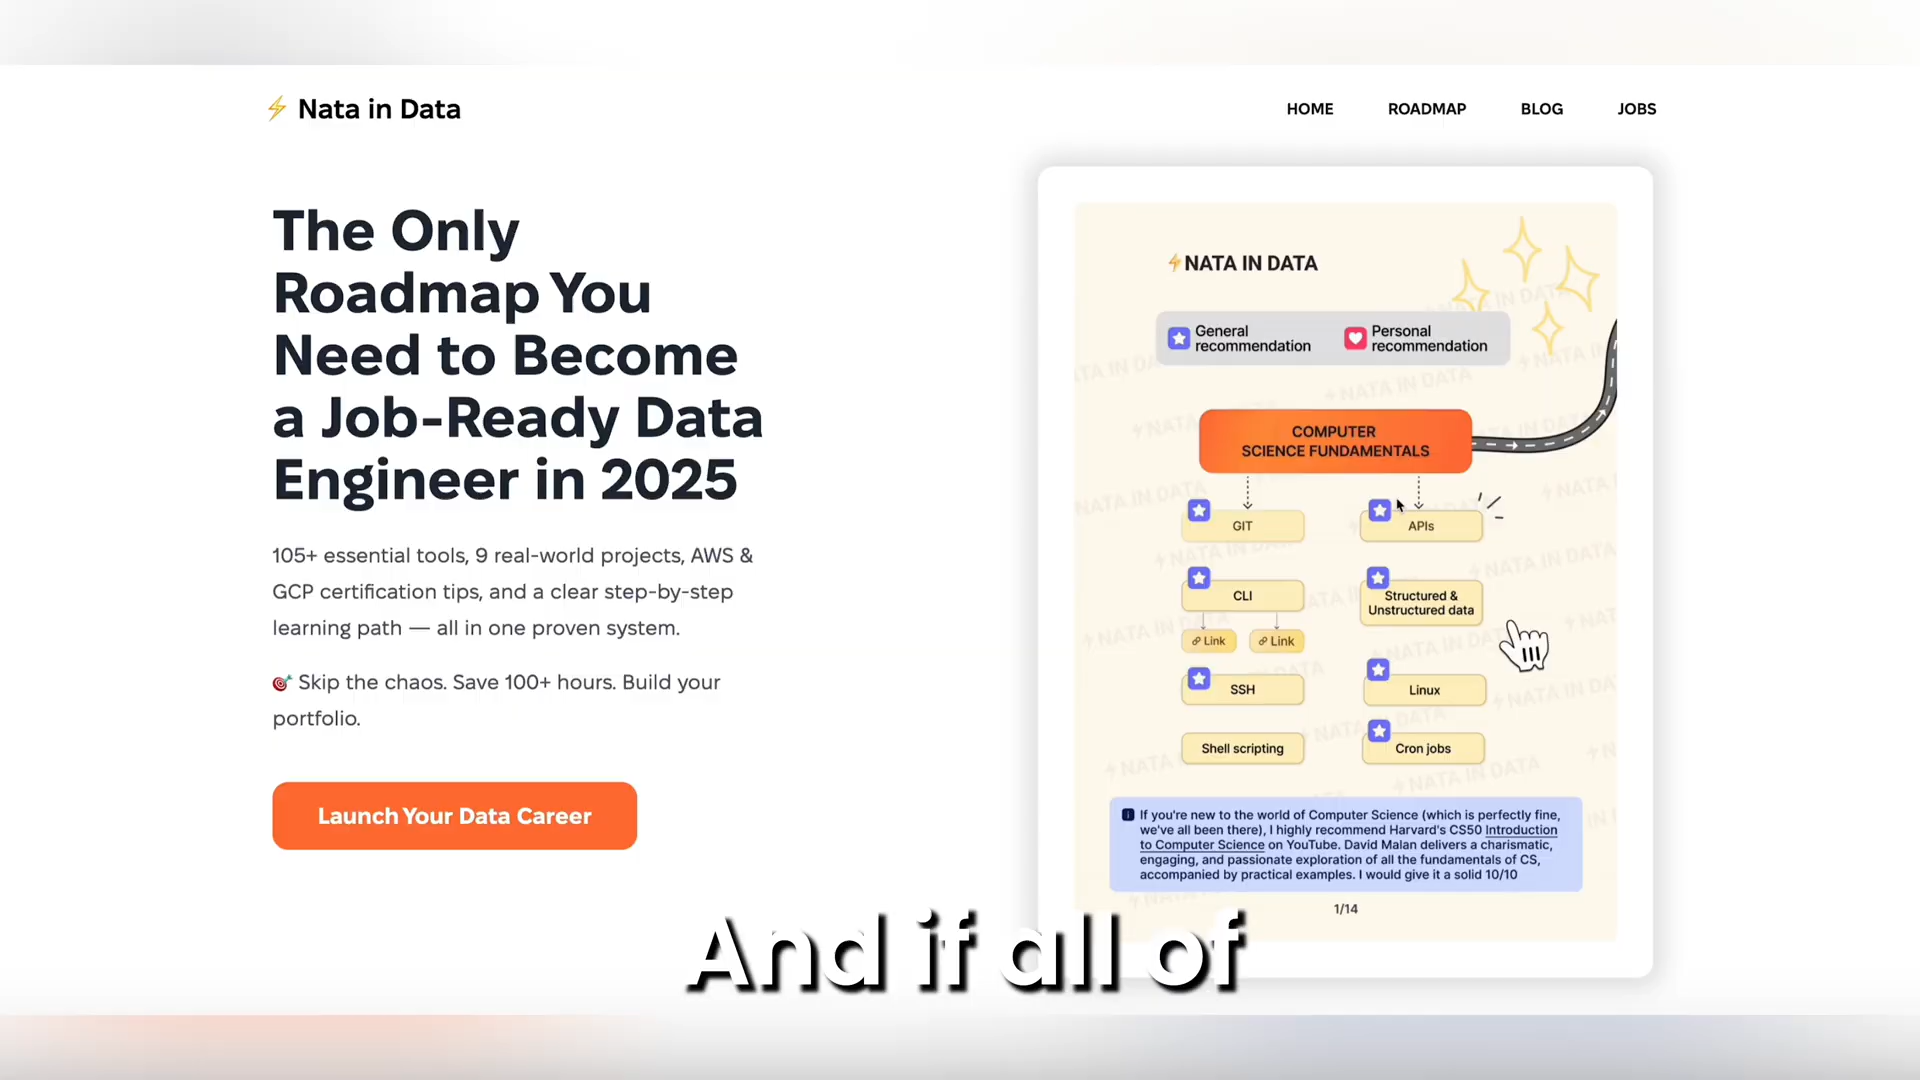 ⚡ Nata in Data
HOME ROADMAP BLOG JOBS
The Only
Roadmap You
Need to Become
a Job-Ready Data
Engineer in 2025
105+ essential tools, 9 real-world projects, AWS &
GCP certification tips, and a clear step-by-step
learning path — all in one proven system.
🎯 Skip the chaos. Save 100+ hours. Build your
portfolio.
Launch Your Data Career
⚡NATA IN DATA
General
recommendation
Personal
recommendation
COMPUTER
SCIENCE FUNDAMENTALS
GIT
APIs
CLI
Structured &
Unstructured data
Link
Link
SSH
Linux
Shell scripting
Cron jobs
If you're new to the world of Computer Science (which is perfectly fine,
we've all been there), I highly recommend Harvard's CS50 Introduction
to Computer Science on YouTube. David Malan delivers a charismatic,
engaging, and passionate exploration of all the fundamentals of CS,
accompanied by practical examples. I would give it a solid 10/10
1/14
And if all of